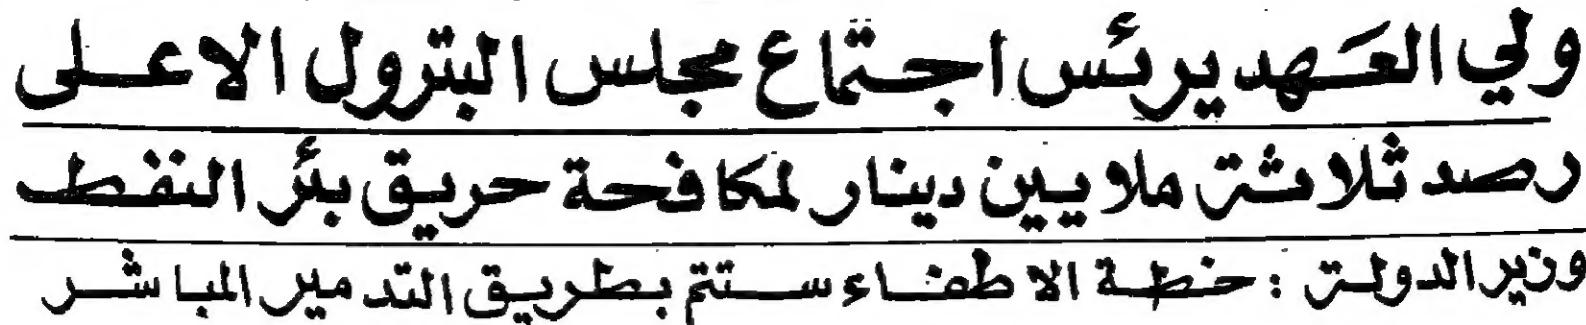 ولي العهد يرئس اجتماع مجلس البترول الاعلى
رصد ثلاثة ملايين دينار لمكافحة حريق بئر النفط
وزير الدولة : خطة الاطفاء ستتم بطريق التدمير المباشر